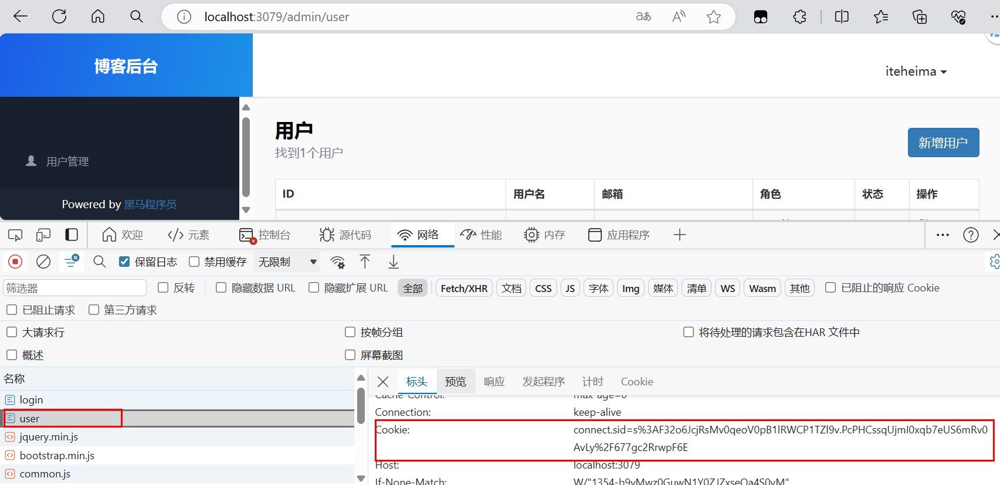 localhost:3079/admin/user
博客后台
iteheima
用户
找到1个用户
新增用户
用户管理
Powered by 黑马程序员
ID 用户名 邮箱 角色 状态 操作
欢迎 元素 控制台 源代码 网络 性能 内存 应用程序
保留日志 禁用缓存 无限制
筛选器 反转 隐藏数据 URL 隐藏扩展 URL 全部 Fetch/XHR 文档 CSS JS 字体 Img 媒体 清单 WS Wasm 其他 已阻止的响应 Cookie
已阻止请求 第三方请求
大请求行 按帧分组 将待处理的请求包含在HAR 文件中
概述 屏幕截图
名称
标头 预览 响应 发起程序 计时 Cookie
login
user
jquery.min.js
bootstrap.min.js
common.js
Cache-Control: max-age=0
Connection: keep-alive
Cookie: connect.sid=s%3AF32o6JcjRsMv0qeoV0pB1lRWCP1TZl9v.PcPHCssqUjmI0xqb7eUS6mRv0
AvLy%2F677gc2RrwpF6E
Host: localhost:3079
If-None-Match: